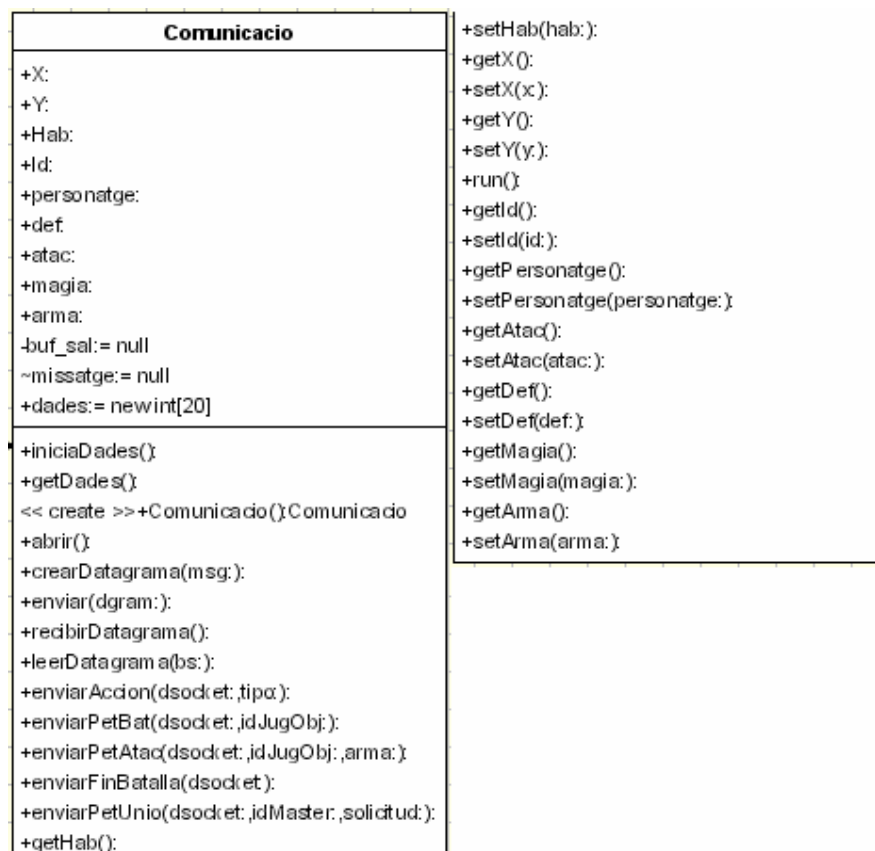 Comunicacio
+X:
+Y:
+Hab:
+Id:
+personatge:
+def:
+atac:
+magia:
+arma:
-buf_sal:= null
~missatge:= null
+dades:= new int[20]
+iniciaDades():
+getDades():
<< create >>+Comunicacio():Comunicacio
+abrir():
+crearDatagrama(msg:):
+enviar(dgram:):
+recibirDatagrama():
+leerDatagrama(bs:):
+enviarAccion(dsocket:,tipo:):
+enviarPetBat(dsocket:,idJugObj:):
+enviarPetAtac(dsocket:,idJugObj:,arma:):
+enviarFinBatalla(dsocket:):
+enviarPetUnio(dsocket:,idMaster:,solicitud:):
+getHab():
+setHab(hab:):
+getX():
+setX(x:):
+getY():
+setY(y:):
+run():
+getId():
+setId(id:):
+getPersonatge():
+setPersonatge(personatge:):
+getAtac():
+setAtac(atac:):
+getDef():
+setDef(def:):
+getMagia():
+setMagia(magia:):
+getArma():
+setArma(arma:):